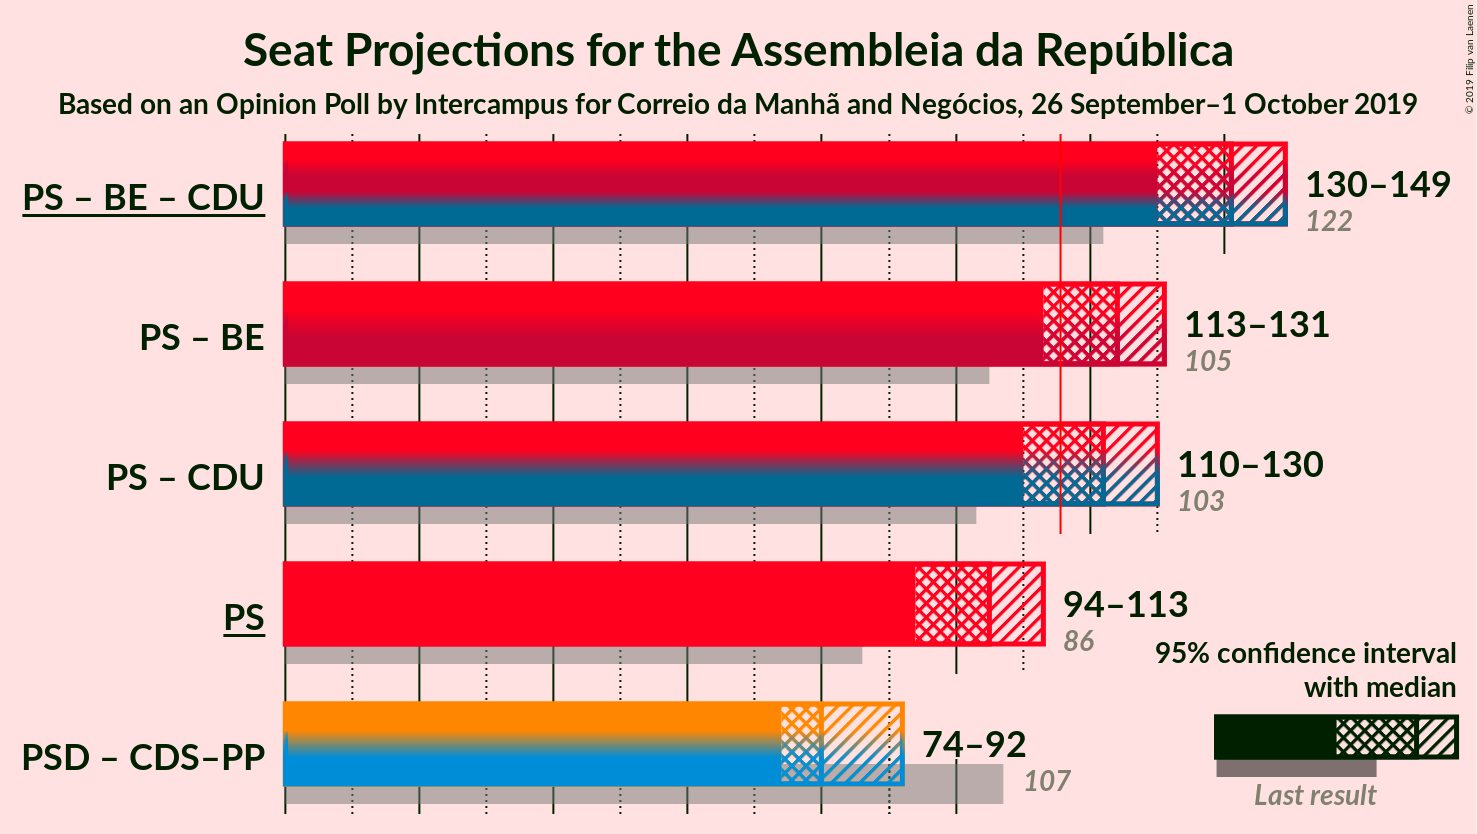 Seat Projections for the Assembleia da República
Based on an Opinion Poll by Intercampus for Correio da Manhã and Negócios, 26 September–1 October 2019
© 2019 Filip van Laenen
PS – BE – CDU
130–149
122
PS – BE
113–131
105
PS – CDU
110–130
103
PS
94–113
86
PSD – CDS–PP
74–92
107
95% confidence interval
with median
Last result